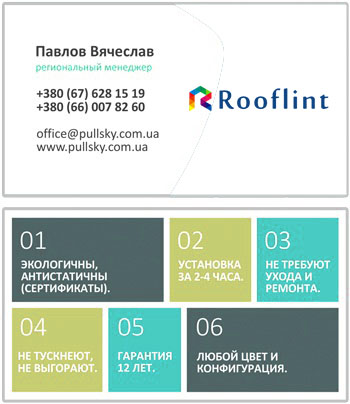 Павлов Вячеслав
региональный менеджер
+380 (67) 628 15 19
+380 (66) 007 82 60
office@pullsky.com.ua
www.pullsky.com.ua
Rooflint
01
ЭКОЛОГИЧНЫ,
АНТИСТАТИЧНЫ
(СЕРТИФИКАТЫ).
02
УСТАНОВКА
ЗА 2-4 ЧАСА.
03
НЕ ТРЕБУЮТ
УХОДА И
РЕМОНТА.
04
НЕ ТУСКНЕЮТ,
НЕ ВЫГОРАЮТ.
05
ГАРАНТИЯ
12 ЛЕТ.
06
ЛЮБОЙ ЦВЕТ И
КОНФИГУРАЦИЯ.